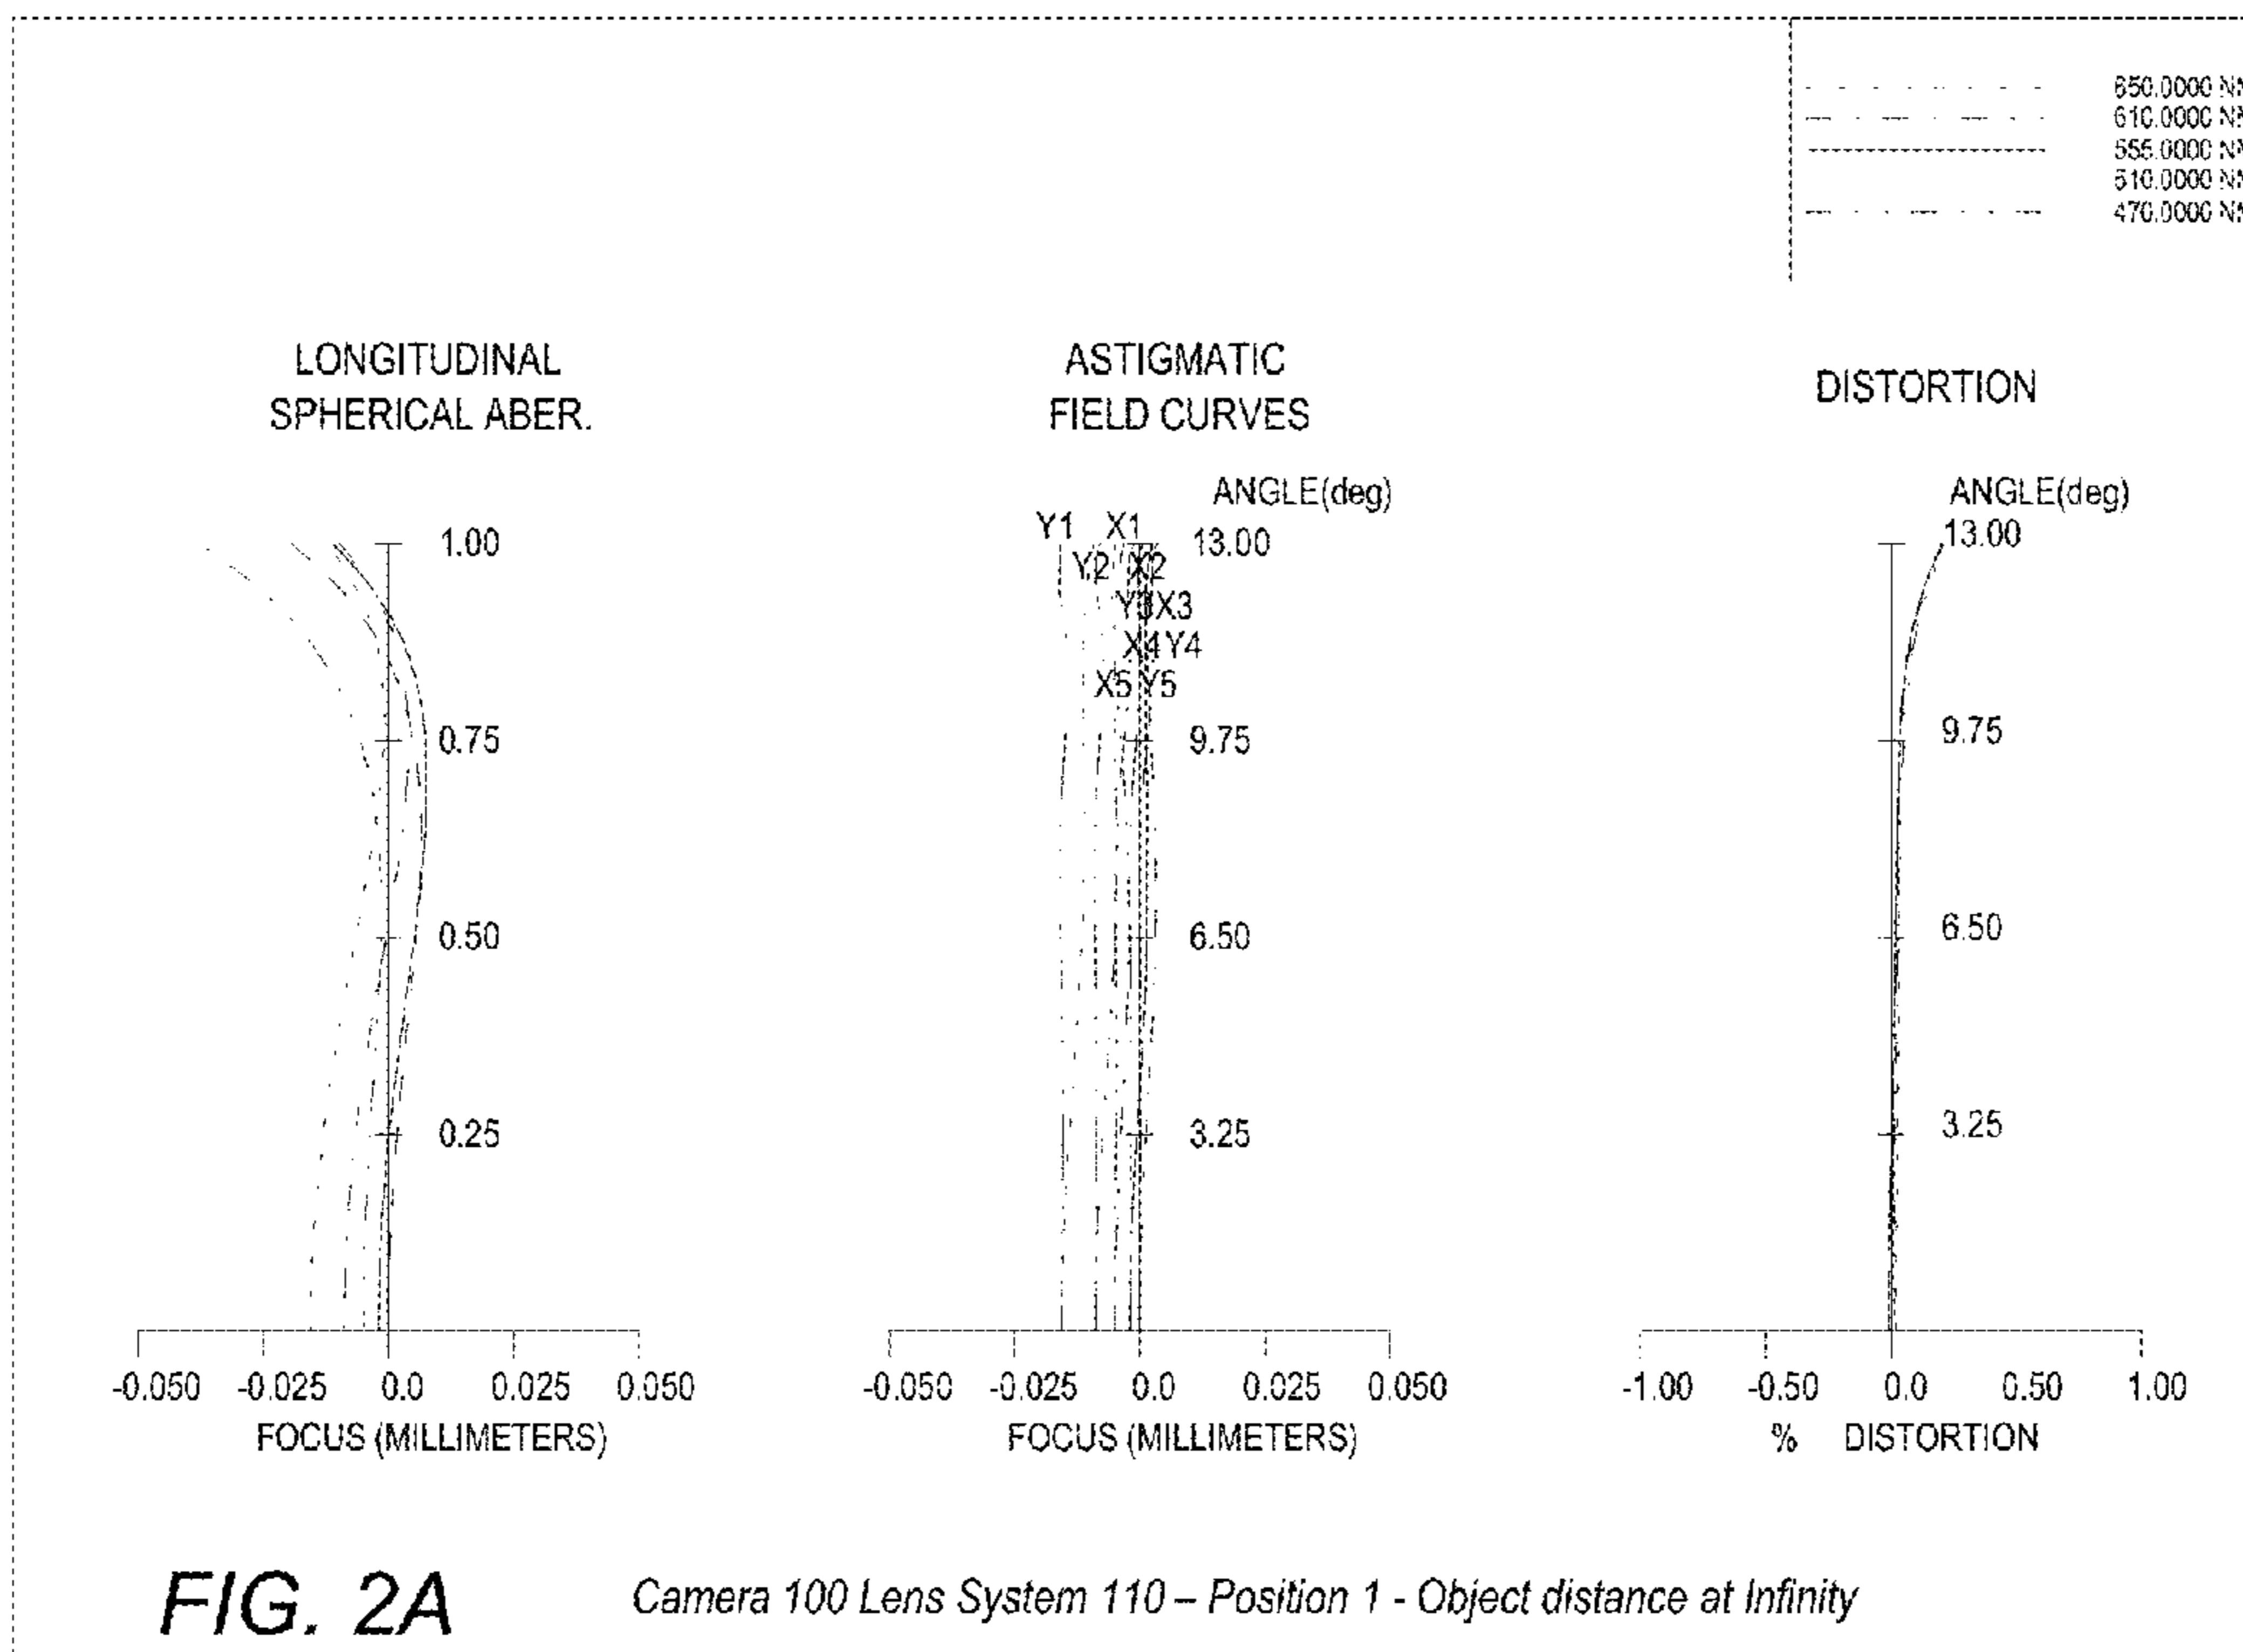 650.0000 NM
610.0000 NM
555.0000 NM
510.0000 NM
470.0000 NM
LONGITUDINAL
SPHERICAL ABER.
1.00
0.75
0.50
0.25
-0.050 -0.025 0.0 0.025 0.050
FOCUS (MILLIMETERS)
ASTIGMATIC
FIELD CURVES
ANGLE(deg)
Y1 X1 13.00
Y2 X2
Y3 X3
X4 Y4
X5 Y5
9.75
6.50
3.25
-0.050 -0.025 0.0 0.025 0.050
FOCUS (MILLIMETERS)
DISTORTION
ANGLE(deg)
13.00
9.75
6.50
3.25
-1.00 -0.50 0.0 0.50 1.00
% DISTORTION
FIG. 2A
Camera 100 Lens System 110 – Position 1 - Object distance at Infinity